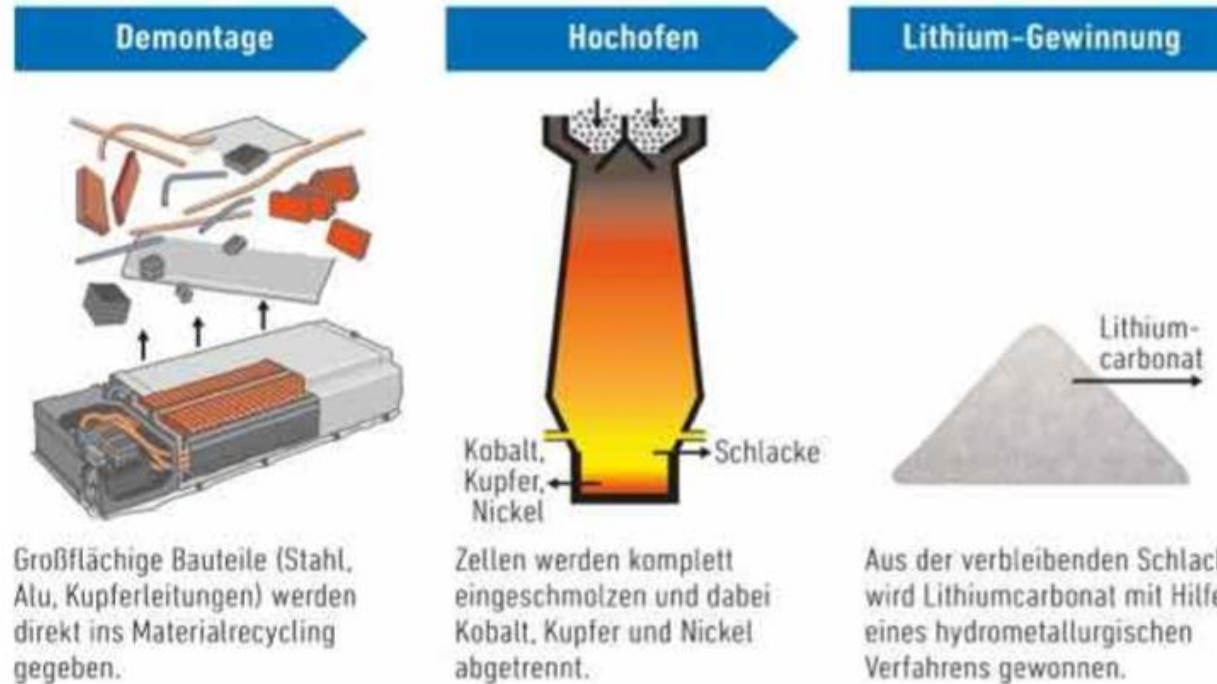 Demontage
Großflächige Bauteile (Stahl,
Alu, Kupferleitungen) werden
direkt ins Materialrecycling
gegeben.
Hochofen
Kobalt,
Kupfer,
Nickel
Schlacke
Zellen werden komplett
eingeschmolzen und dabei
Kobalt, Kupfer und Nickel
abgetrennt.
Lithium-Gewinnung
Lithium-
carbonat
Aus der verbleibenden Schlack
wird Lithiumcarbonat mit Hilfe
eines hydrometallurgischen
Verfahrens gewonnen.